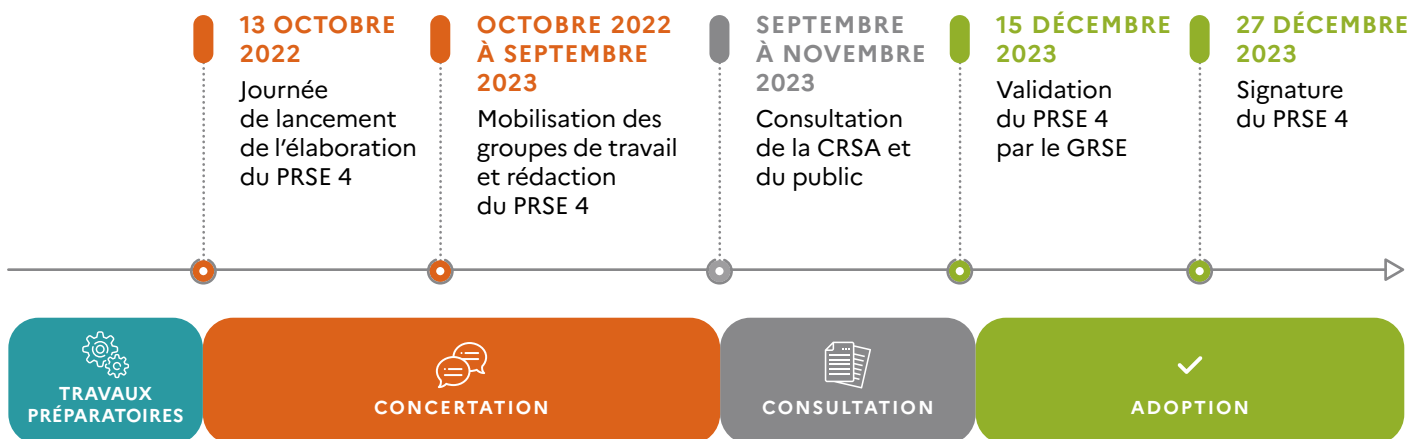 13 OCTOBRE
2022
Journée
de lancement
de l'élaboration
du PRSE 4
OCTOBRE 2022
À SEPTEMBRE
2023
Mobilisation des
groupes de travail
et rédaction
du PRSE 4
SEPTEMBRE
À NOVEMBRE
2023
Consultation
de la CRSA et
du public
15 DÉCEMBRE
2023
Validation
du PRSE 4
par le GRSE
27 DÉCEMBRE
2023
Signature
du PRSE 4
TRAVAUX
PRÉPARATOIRES
CONCERTATION
CONSULTATION
ADOPTION